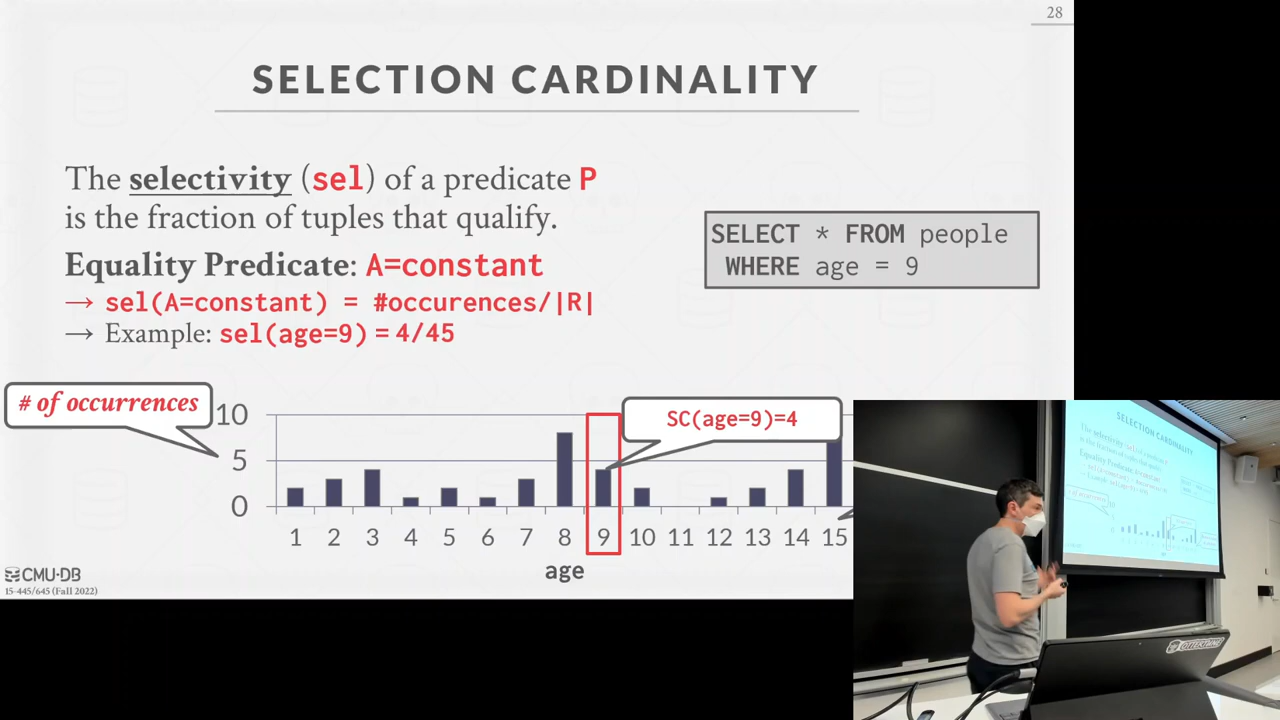 28
SELECTION CARDINALITY
The selectivity (sel) of a predicate P
is the fraction of tuples that qualify.
Equality Predicate: A=constant
→ sel(A=constant) = #occurences/|R|
→ Example: sel(age=9) = 4/45
SELECT * FROM people
WHERE age = 9
# of occurrences
SC(age=9)=4
10
5
0
1 2 3 4 5 6 7 8 9 10 11 12 13 14 15
age
CMU·DB
15-445/645 (Fall 2022)
SELECTION CARDINALITY
OTTERTUNE